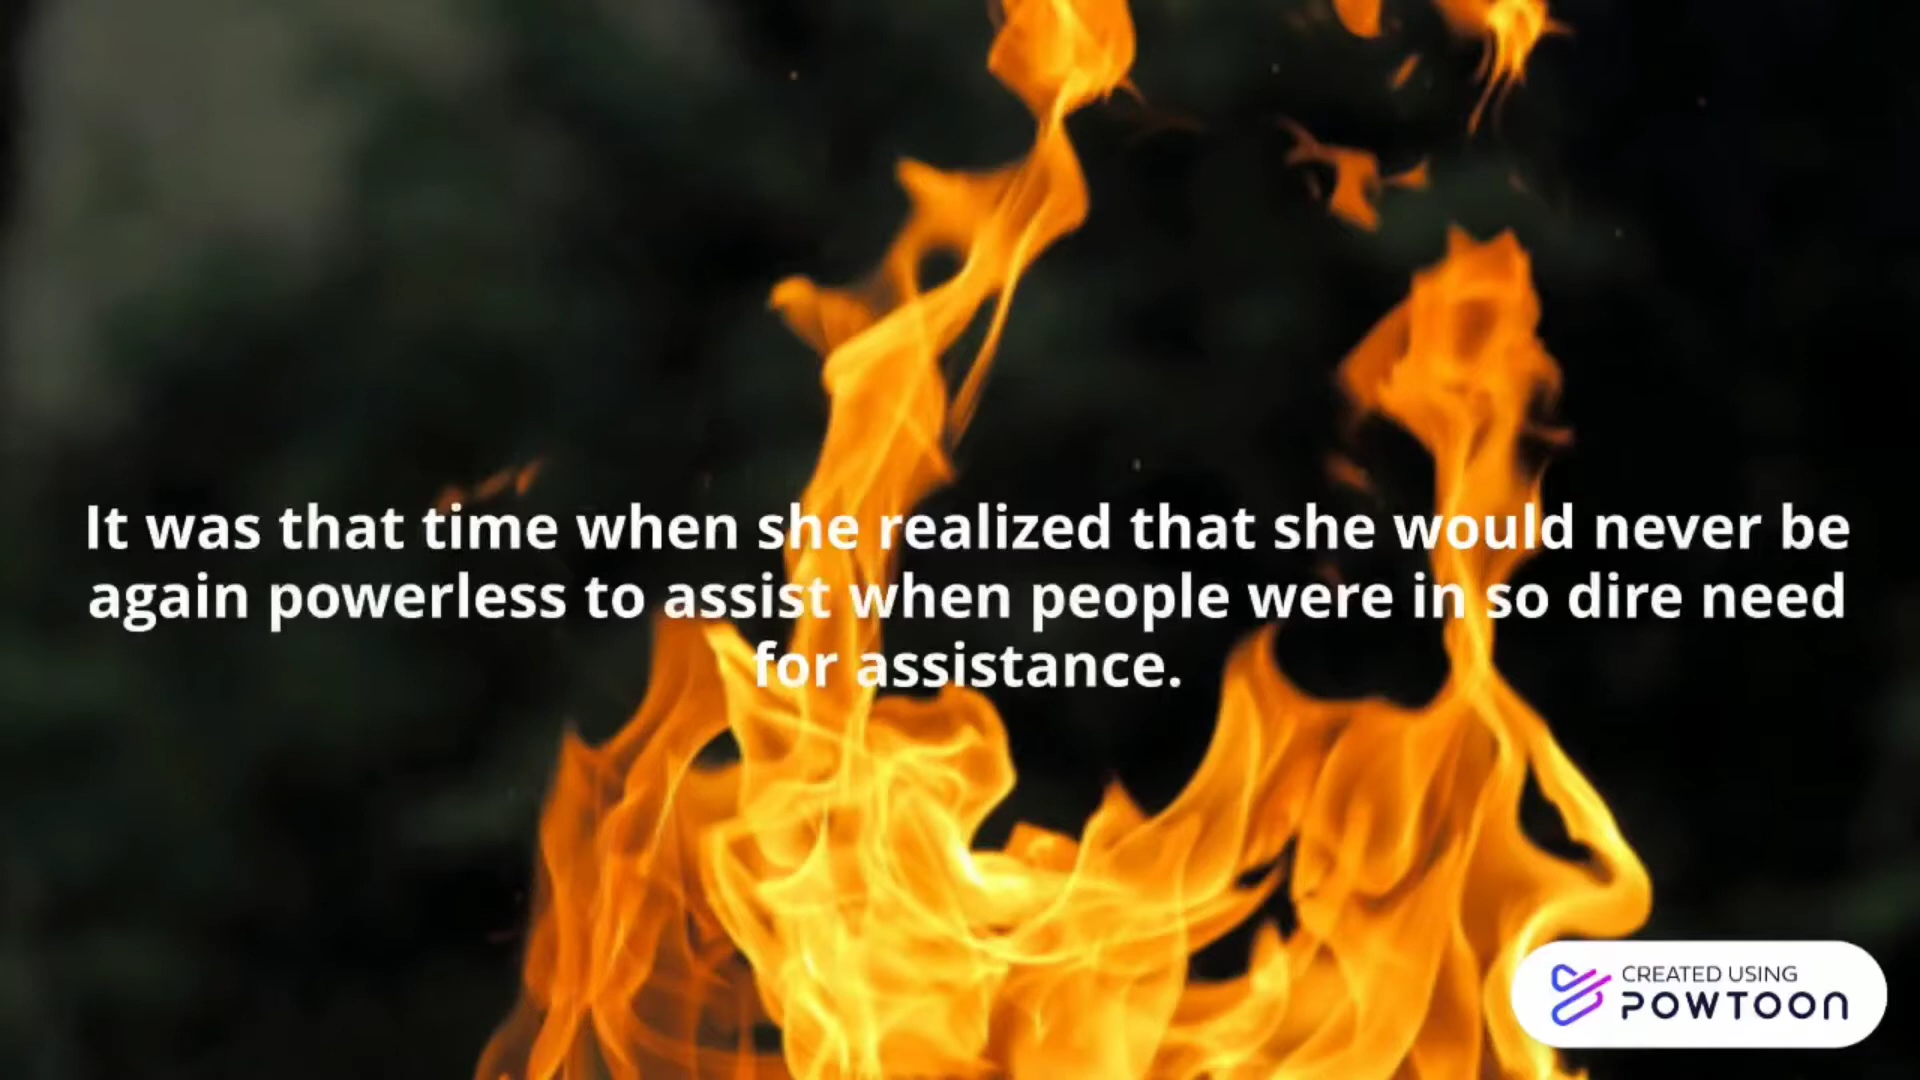 It was that time when she realized that she would never be
again powerless to assist when people were in so dire need
for assistance.
CREATED USING
POWTOON